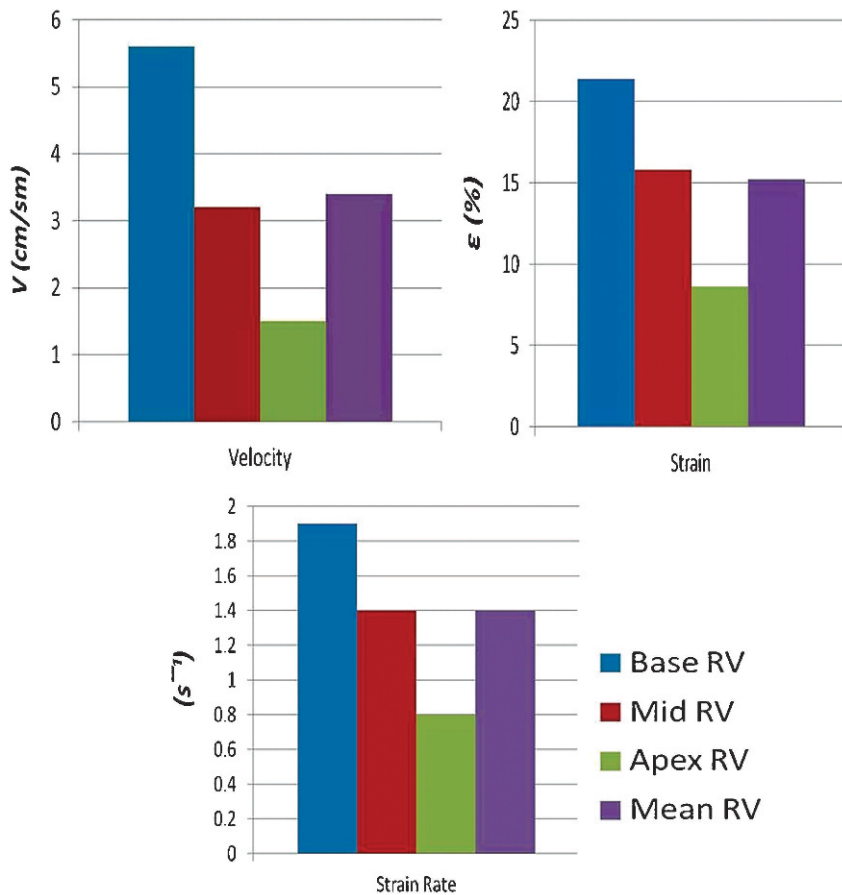 6
5
4
3
2
1
0
V (cm/sm)
Velocity
25
20
15
10
5
0
ε (%)
Strain
2
1.8
1.6
1.4
1.2
1
0.8
0.6
0.4
0.2
0
(s⁻¹)
Strain Rate
Base RV
Mid RV
Apex RV
Mean RV